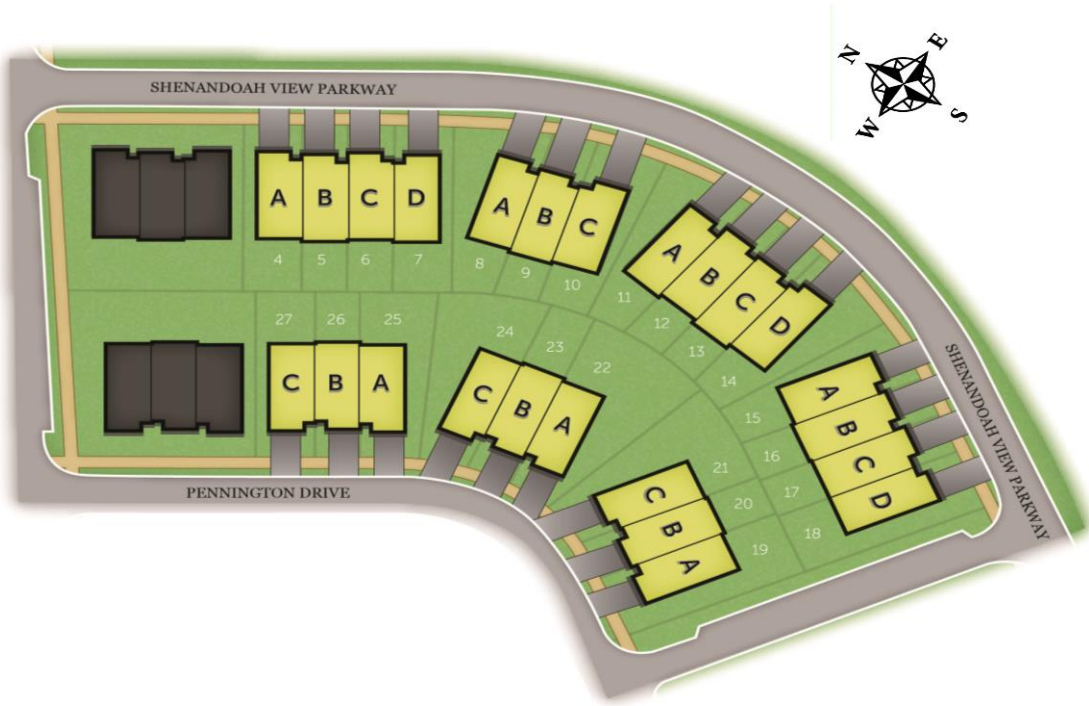 N
E
W
S
SHENANDOAH VIEW PARKWAY
A B C D
4 5 6 7
A B C
8 9 10
A B C D
11 12 13 14
SHENANDOAH VIEW PARKWAY
A B C D
15 16 17 18
27 26 25
C B A
24 23 22
C B A
21 20 19
C B A
PENNINGTON DRIVE